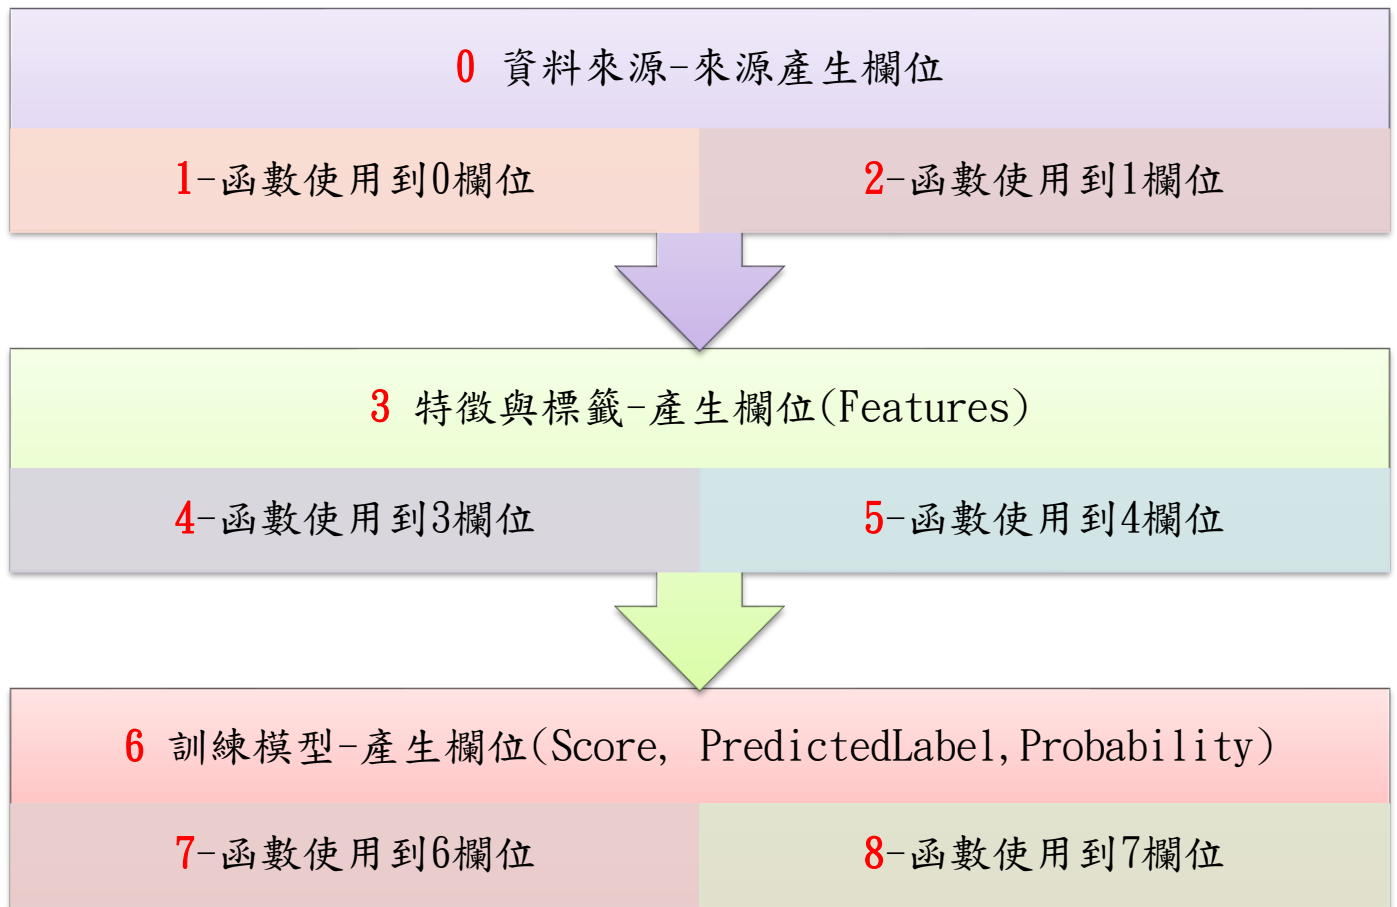 0 資料來源-來源產生欄位
1-函數使用到0欄位
2-函數使用到1欄位
3 特徵與標籤-產生欄位(Features)
4-函數使用到3欄位
5-函數使用到4欄位
6 訓練模型-產生欄位(Score, PredictedLabel,Probability)
7-函數使用到6欄位
8-函數使用到7欄位